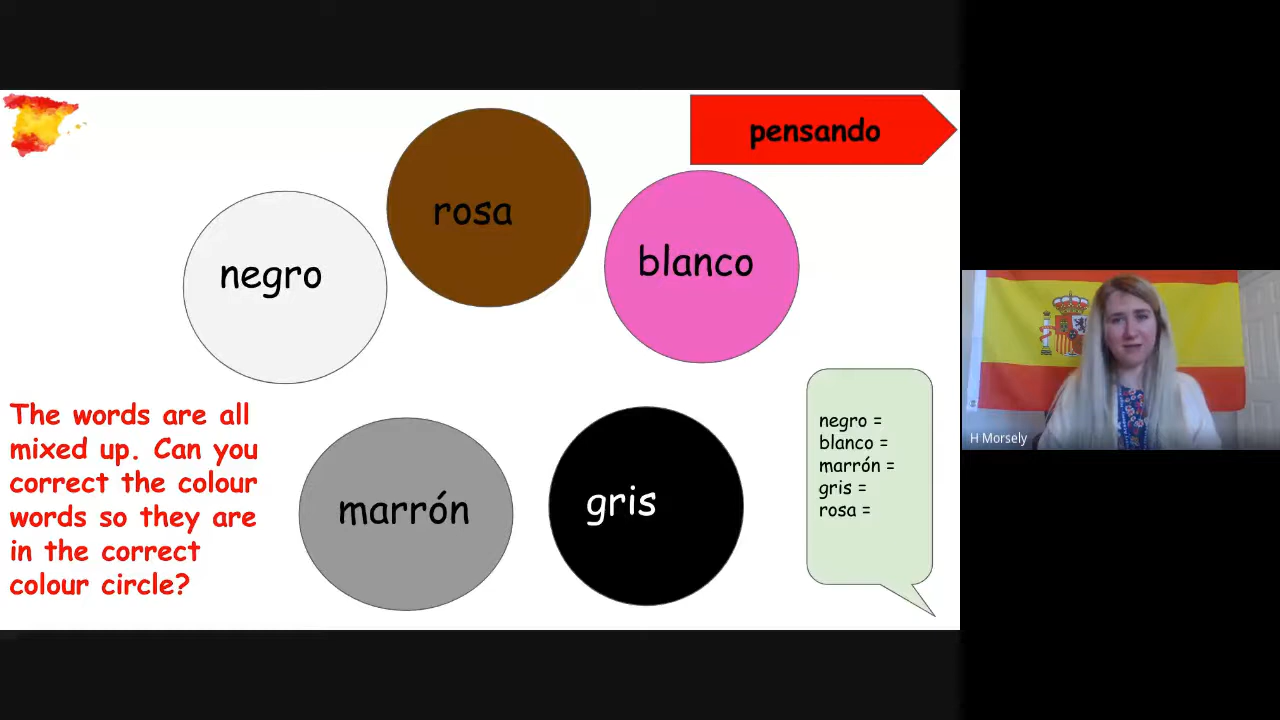 pensando
rosa
blanco
negro
The words are all
mixed up. Can you
correct the colour
words so they are
in the correct
colour circle?
marrón
gris
negro =
blanco =
marrón =
gris =
rosa =
H Morsely